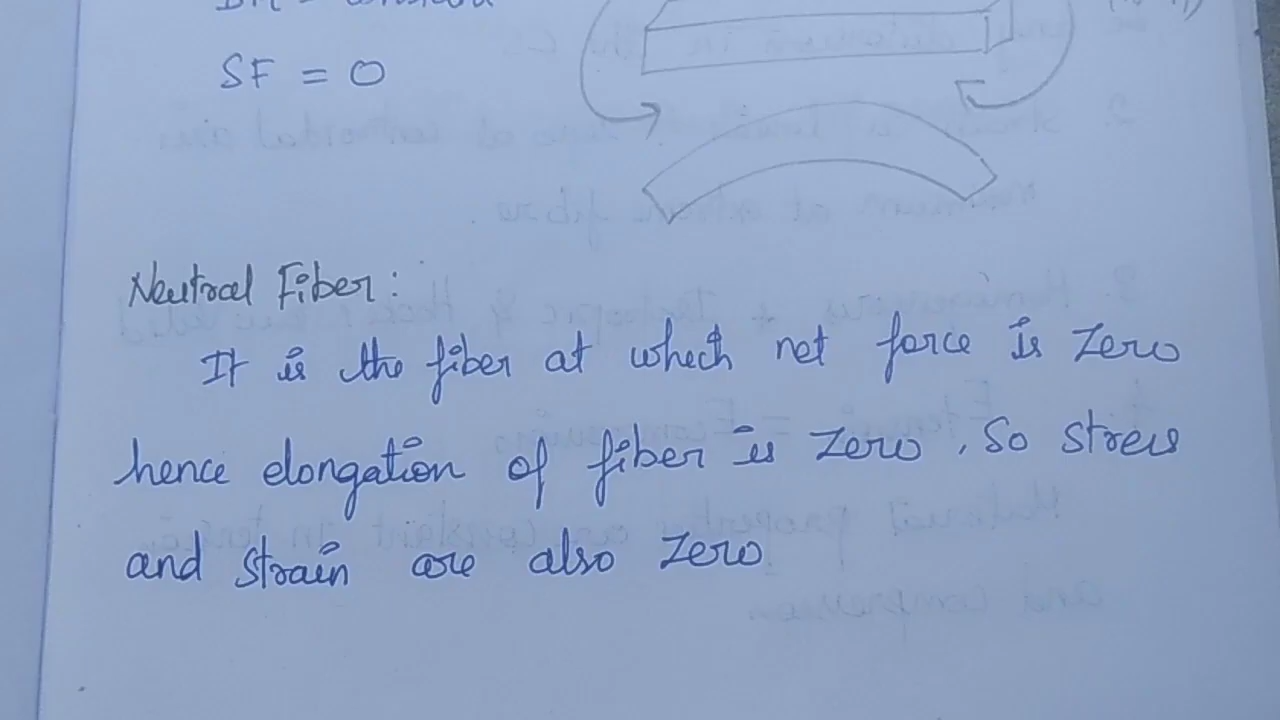 SF = 0
Neutral Fiber:
It is the fiber at which net force is zero
hence elongation of fiber is zero, So stress
and strain are also zero